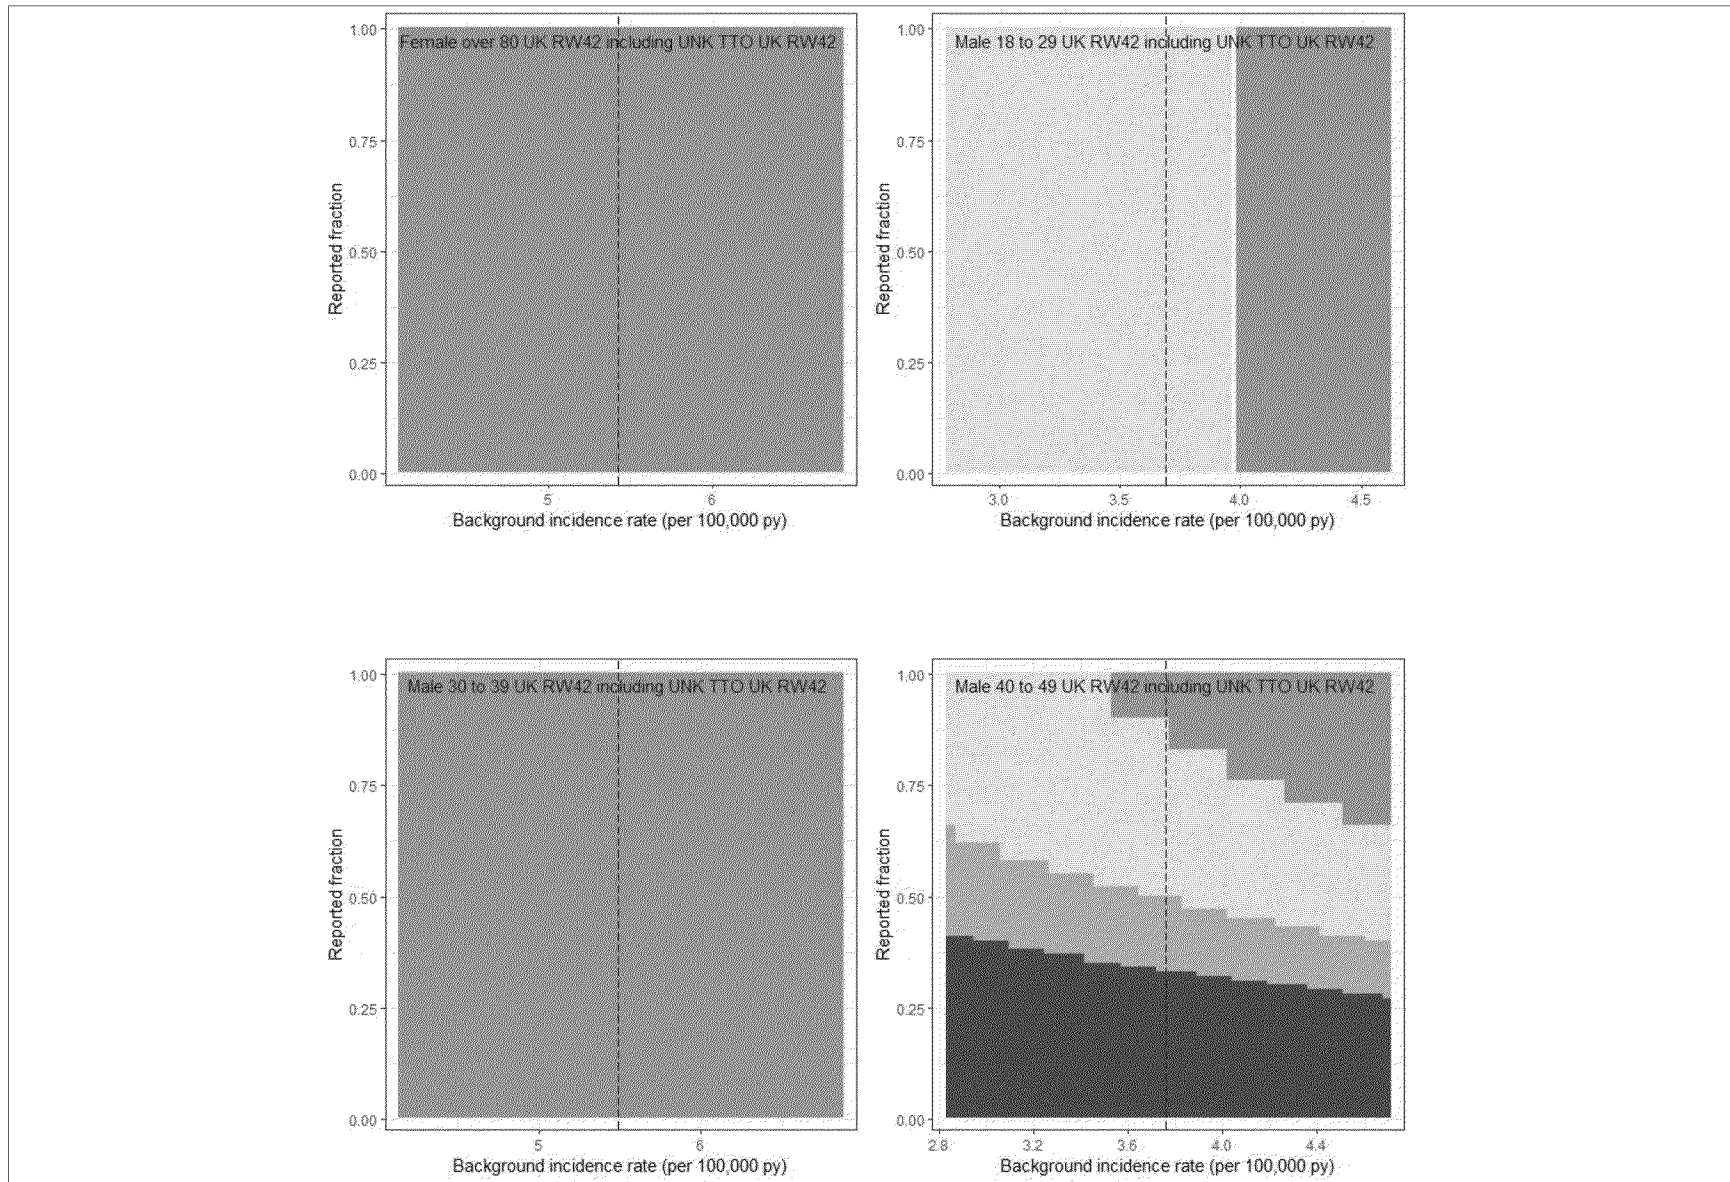 Female over 80 UK RW42 including UNK TTO UK RW42
Reported fraction
1.00
0.75
0.50
0.25
0.00
5
6
Background incidence rate (per 100,000 py)
Male 18 to 29 UK RW42 including UNK TTO UK RW42
Reported fraction
1.00
0.75
0.50
0.25
0.00
3.0
3.5
4.0
4.5
Background incidence rate (per 100,000 py)
Male 30 to 39 UK RW42 including UNK TTO UK RW42
Reported fraction
1.00
0.75
0.50
0.25
0.00
5
6
Background incidence rate (per 100,000 py)
Male 40 to 49 UK RW42 including UNK TTO UK RW42
Reported fraction
1.00
0.75
0.50
0.25
0.00
2.8
3.2
3.6
4.0
4.4
Background incidence rate (per 100,000 py)